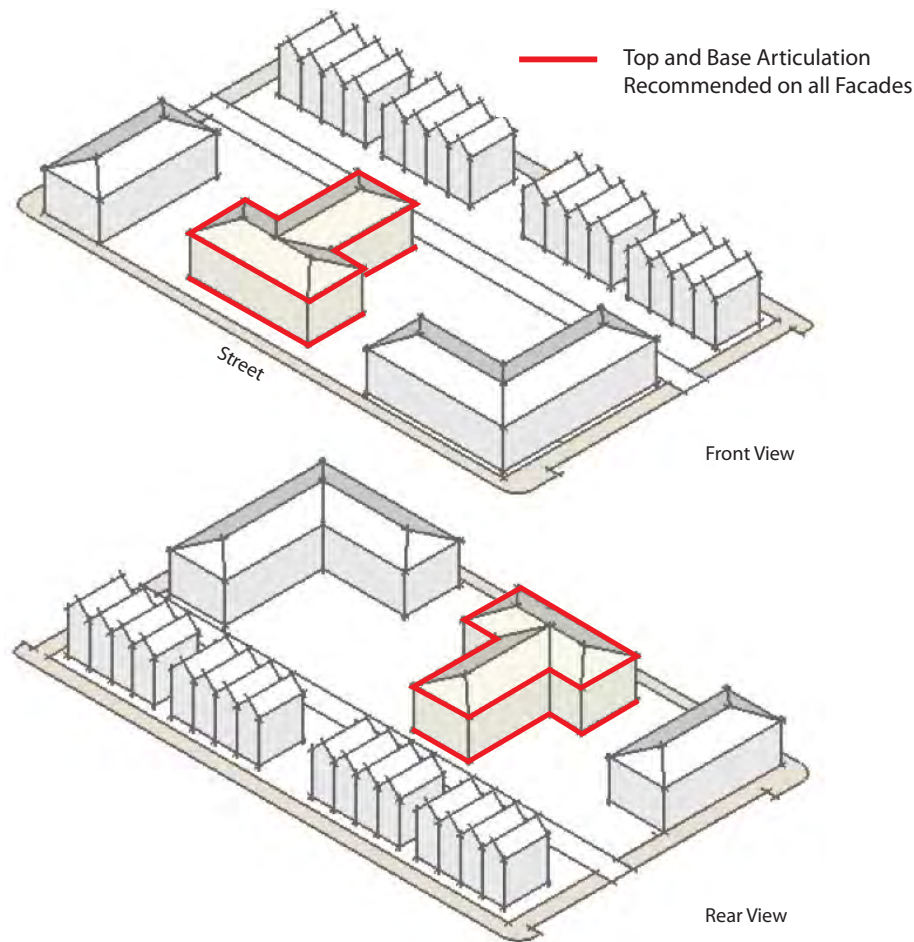 Top and Base Articulation
Recommended on all Facades
Street
Front View
Rear View